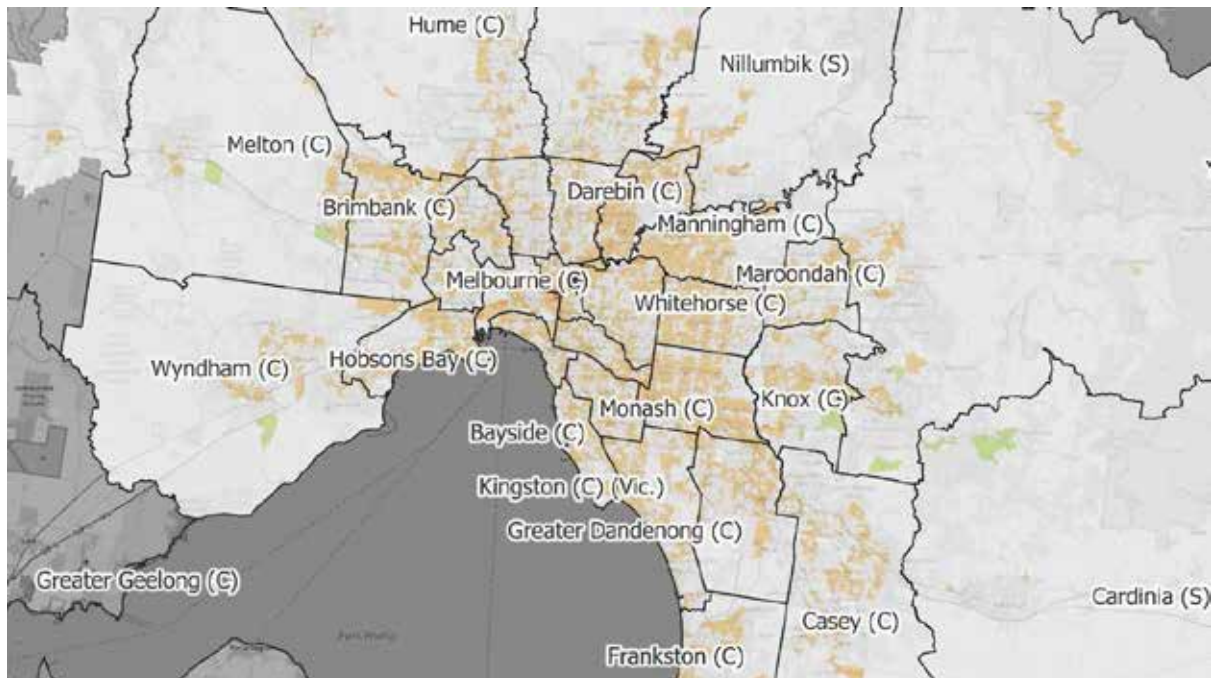 Hume (C)
Nillumbik (S)
Melton (C)
Darebin (C)
Brimbank (C)
Manningham (C)
Maroondah (C)
Melbourne (C)
Whitehorse (C)
Hobsons Bay (C)
Wyndham (C)
Knox (C)
Monash (C)
Bayside (C)
Kingston (C) (Vic.)
Greater Dandenong (C)
Greater Geelong (C)
Cardinia (S)
Casey (C)
Frankston (C)